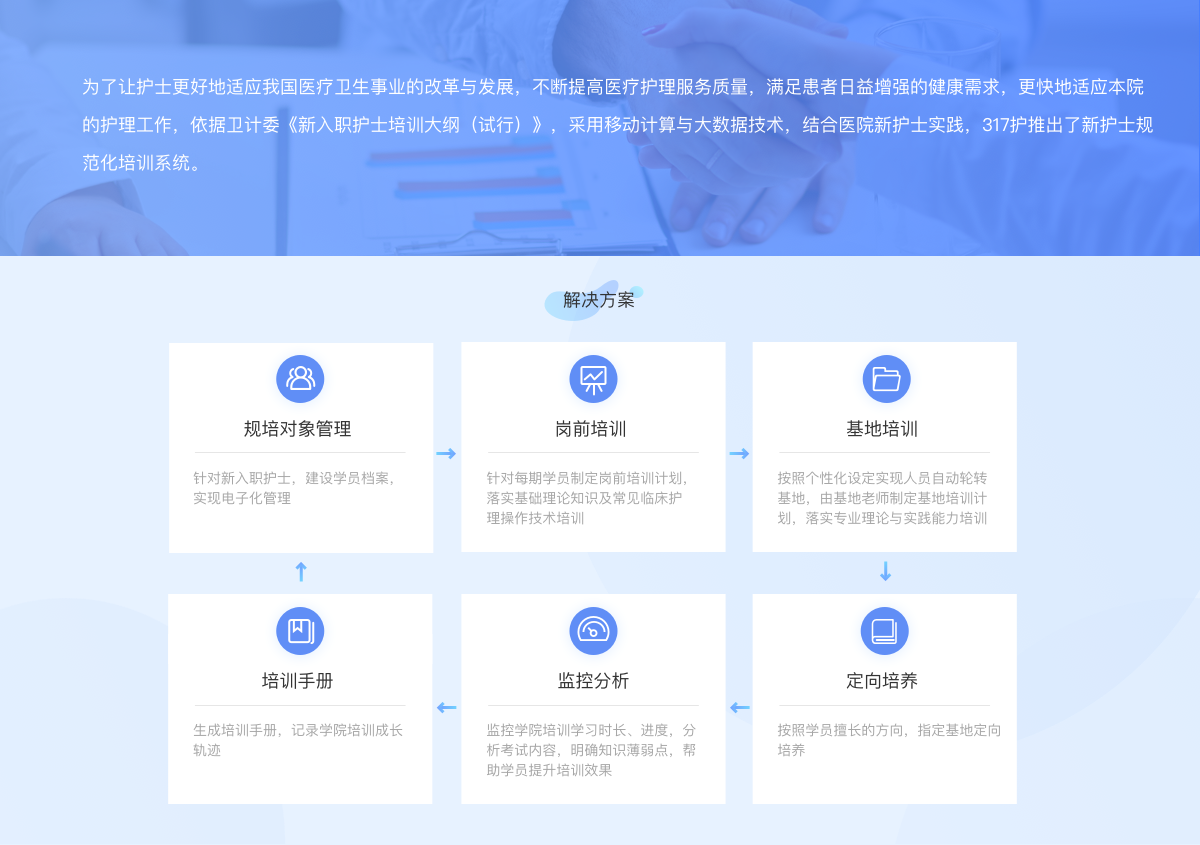 为了让护士更好地适应我国医疗卫生事业的改革与发展，不断提高医疗护理服务质量，满足患者日益增强的健康需求，更快地适应本院
的护理工作，依据卫计委《新入职护士培训大纲（试行）》，采用移动计算与大数据技术，结合医院新护士实践，317护推出了新护士规
范化培训系统。
解决方案
规培对象管理
针对新入职护士，建设学员档案，
实现电子化管理
岗前培训
针对每期学员制定岗前培训计划，
落实基础理论知识及常见临床护
理操作技术培训
基地培训
按照个性化设定实现人员自动轮转
基地，由基地老师制定基地培训计
划，落实专业理论与实践能力培训
培训手册
生成培训手册，记录学院培训成长
轨迹
监控分析
监控学院培训学习时长、进度，分
析考试内容，明确知识薄弱点，帮
助学员提升培训效果
定向培养
按照学员擅长的方向，指定基地定向
培养